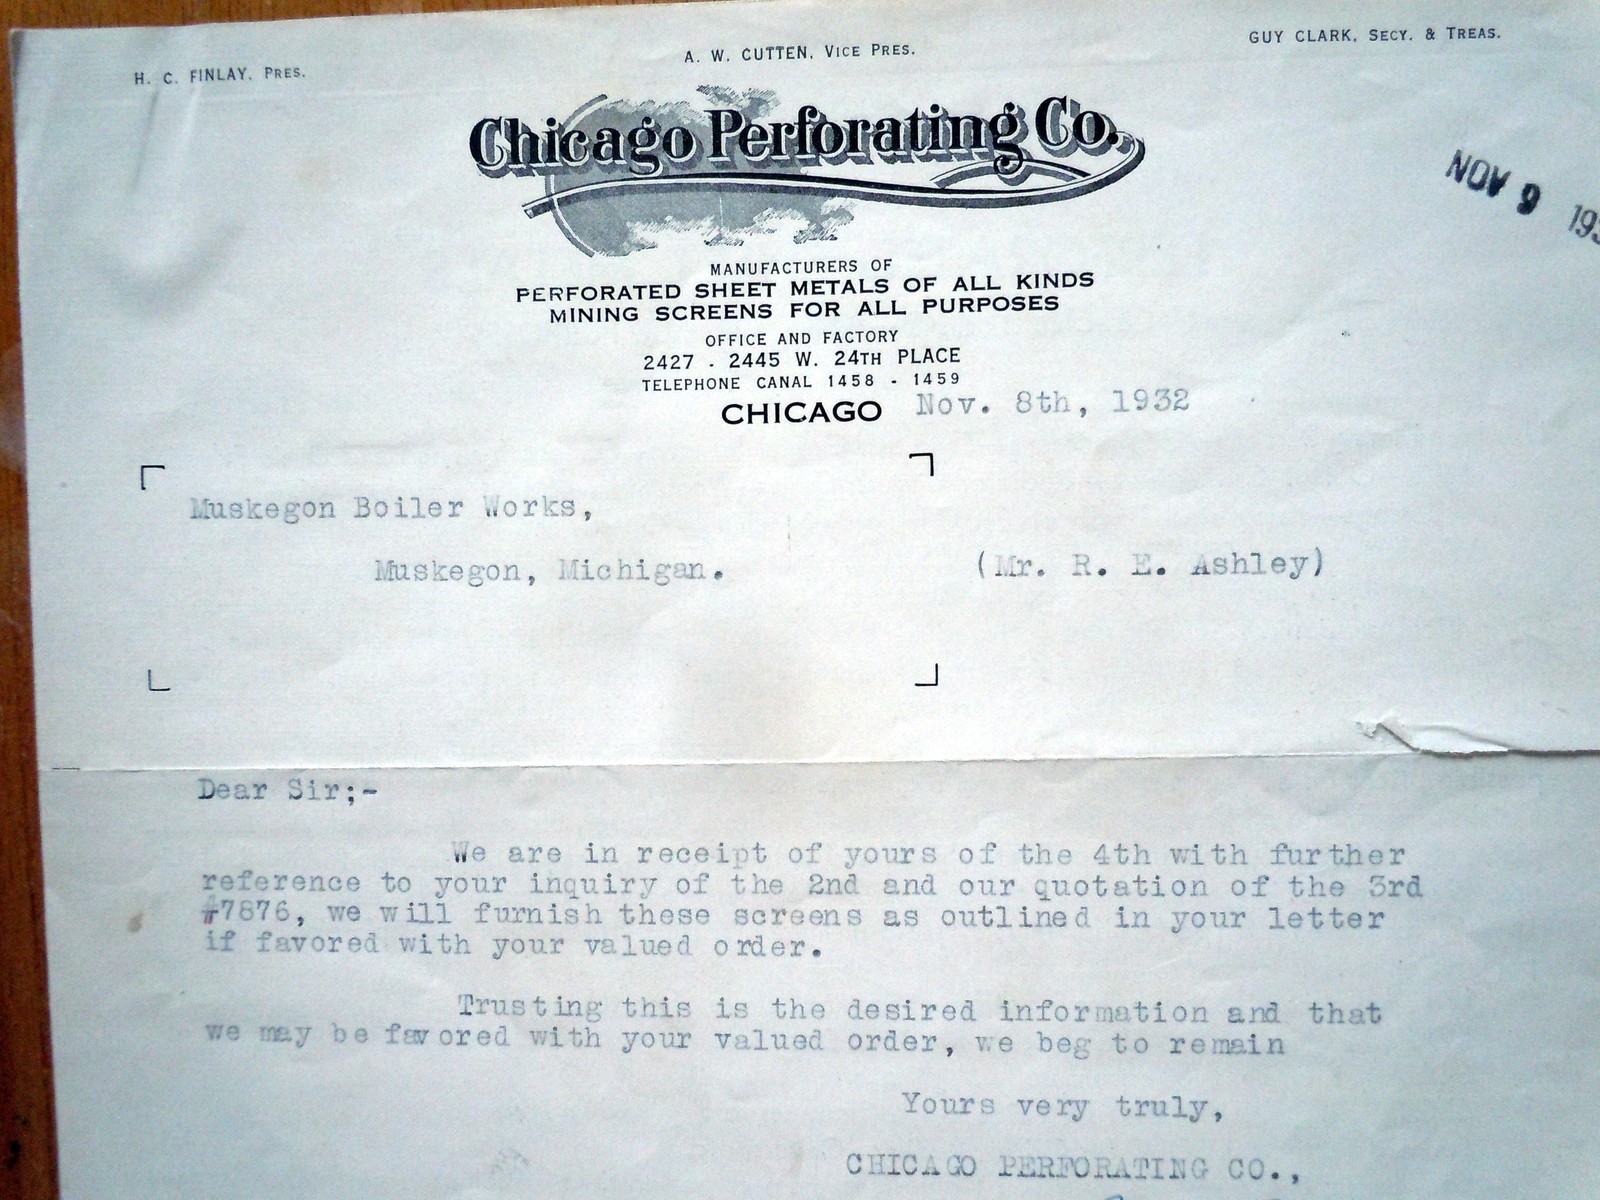 H. C. FINLAY, PRES.
A. W. CUTTEN, VICE PRES.
GUY CLARK, SECY. & TREAS.
Chicago Perforating Co.
NOV 9 193
MANUFACTURERS OF
PERFORATED SHEET METALS OF ALL KINDS
MINING SCREENS FOR ALL PURPOSES
OFFICE AND FACTORY
2427 - 2445 W. 24TH PLACE
TELEPHONE CANAL 1458 - 1459
CHICAGO Nov. 8th, 1932
Muskegon Boiler Works,
Muskegon, Michigan. (Mr. R. E. Ashley)
Dear Sir;-
We are in receipt of yours of the 4th with further
reference to your inquiry of the 2nd and our quotation of the 3rd
#7876, we will furnish these screens as outlined in your letter
if favored with your valued order.
Trusting this is the desired information and that
we may be favored with your valued order, we beg to remain
Yours very truly,
CHICAGO PERFORATING CO.,